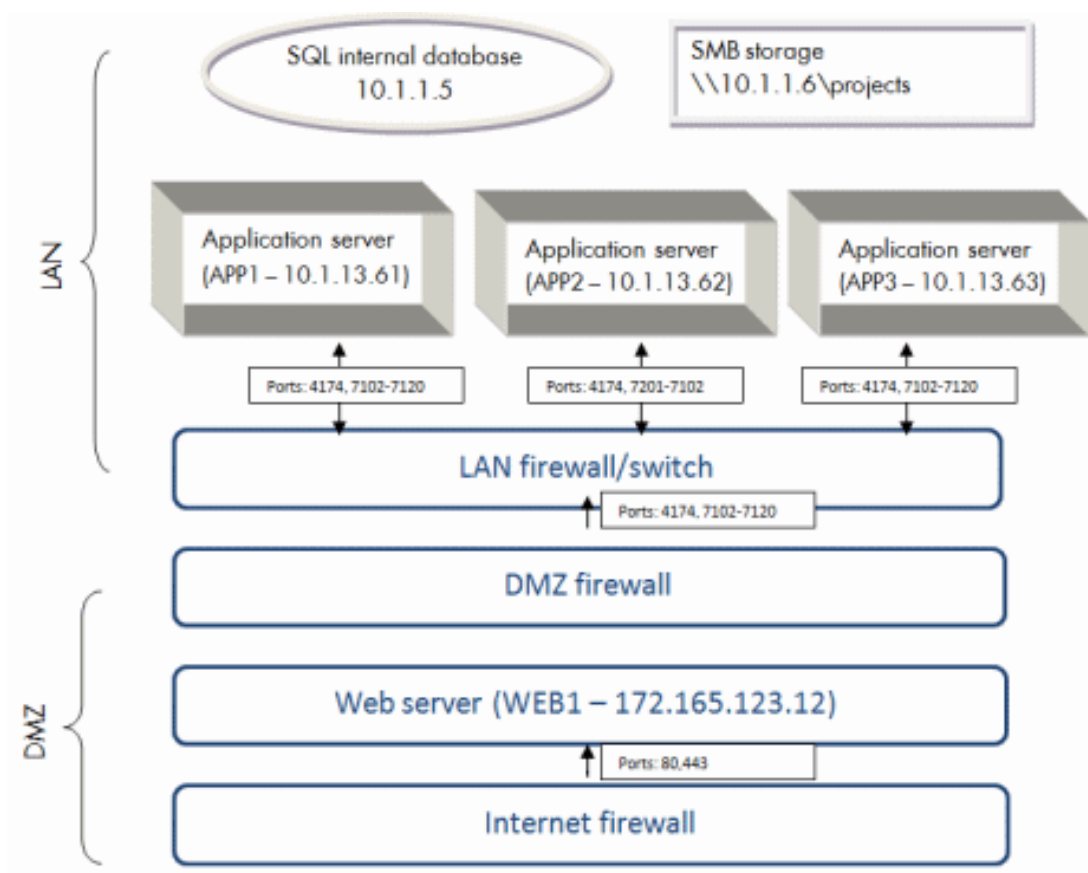 SQL internal database
10.1.1.5
SMB storage
\\10.1.1.6\projects
LAN
Application server
(APP1 – 10.1.13.61)
Application server
(APP2 – 10.1.13.62)
Application server
(APP3 – 10.1.13.63)
Ports: 4174, 7102-7120
Ports: 4174, 7201-7102
Ports: 4174, 7102-7120
LAN firewall/switch
Ports: 4174, 7102-7120
DMZ firewall
DMZ
Web server (WEB1 – 172.165.123.12)
Ports: 80,443
Internet firewall